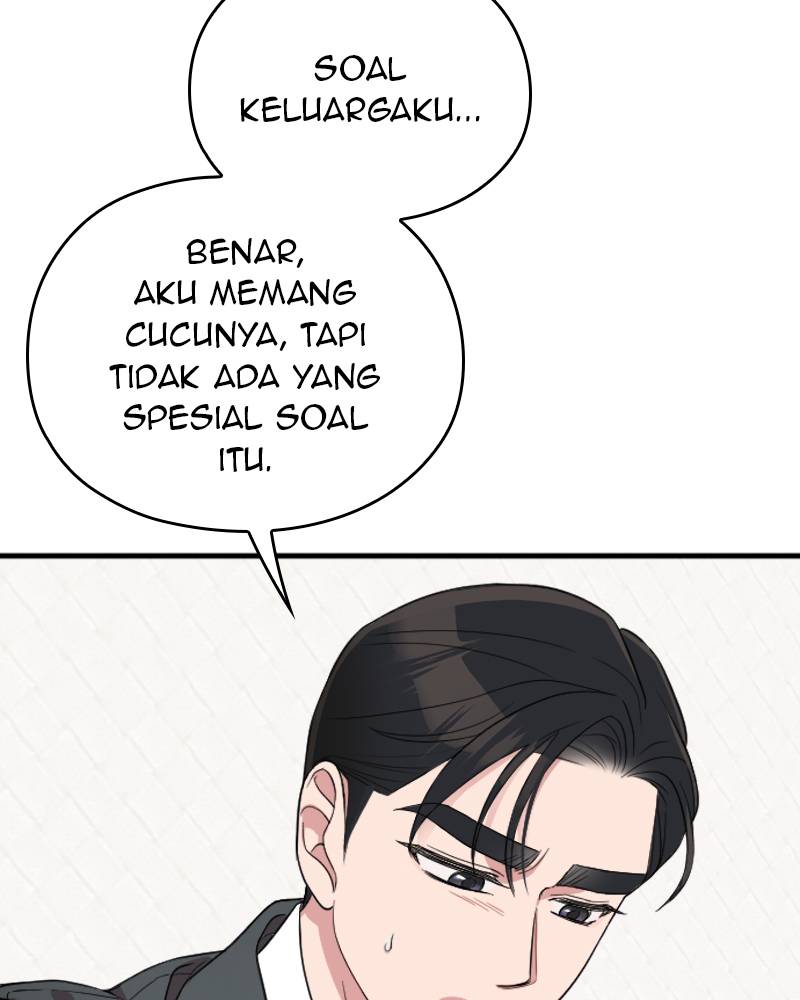 SOAL
KELUARGAKU...
BENAR,
AKU MEMANG
CUCUNYA, TAPI
TIDAK ADA YANG
SPESIAL SOAL
ITU.